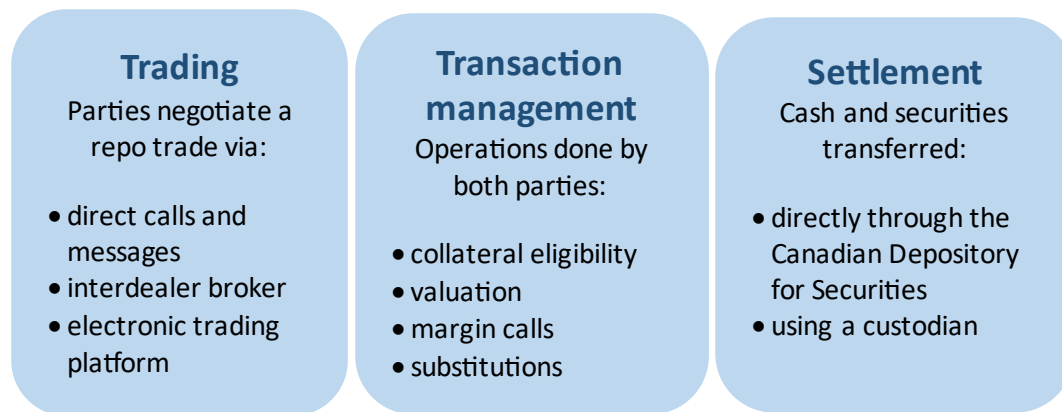 Trading
Parties negotiate a
repo trade via:
• direct calls and
messages
• interdealer broker
• electronic trading
platform
Transaction
management
Operations done by
both parties:
• collateral eligibility
• valuation
• margin calls
• substitutions
Settlement
Cash and securities
transferred:
• directly through the
Canadian Depository
for Securities
• using a custodian